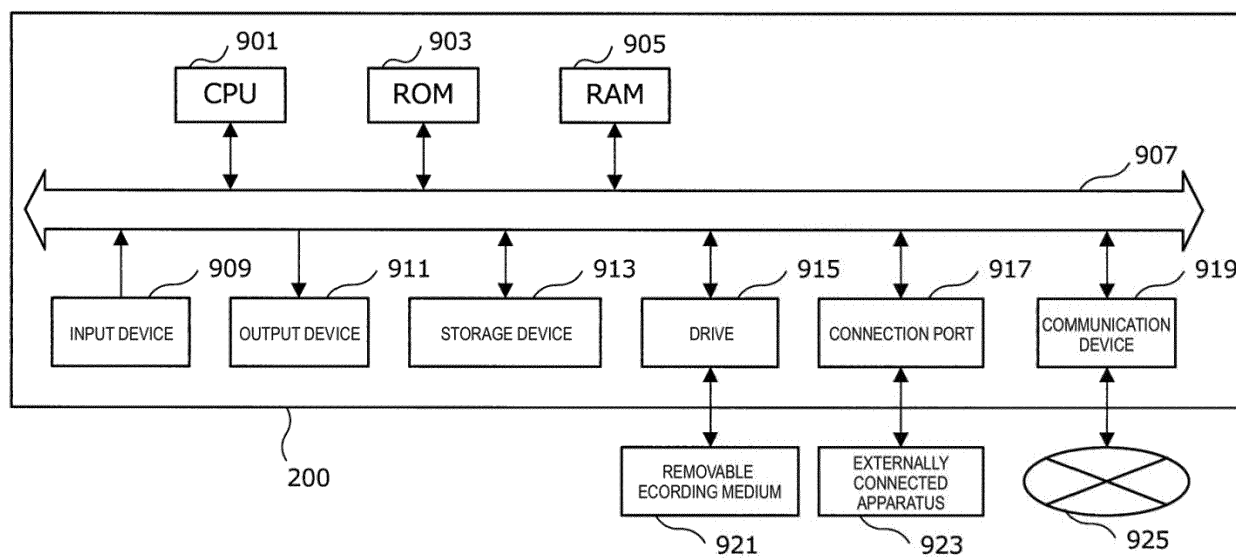 901
903
905
CPU
ROM
RAM
907
909
911
913
915
917
919
INPUT DEVICE
OUTPUT DEVICE
STORAGE DEVICE
DRIVE
CONNECTION PORT
COMMUNICATION
DEVICE
200
REMOVABLE
ECORDING MEDIUM
EXTERNALLY
CONNECTED
APPARATUS
921
923
925